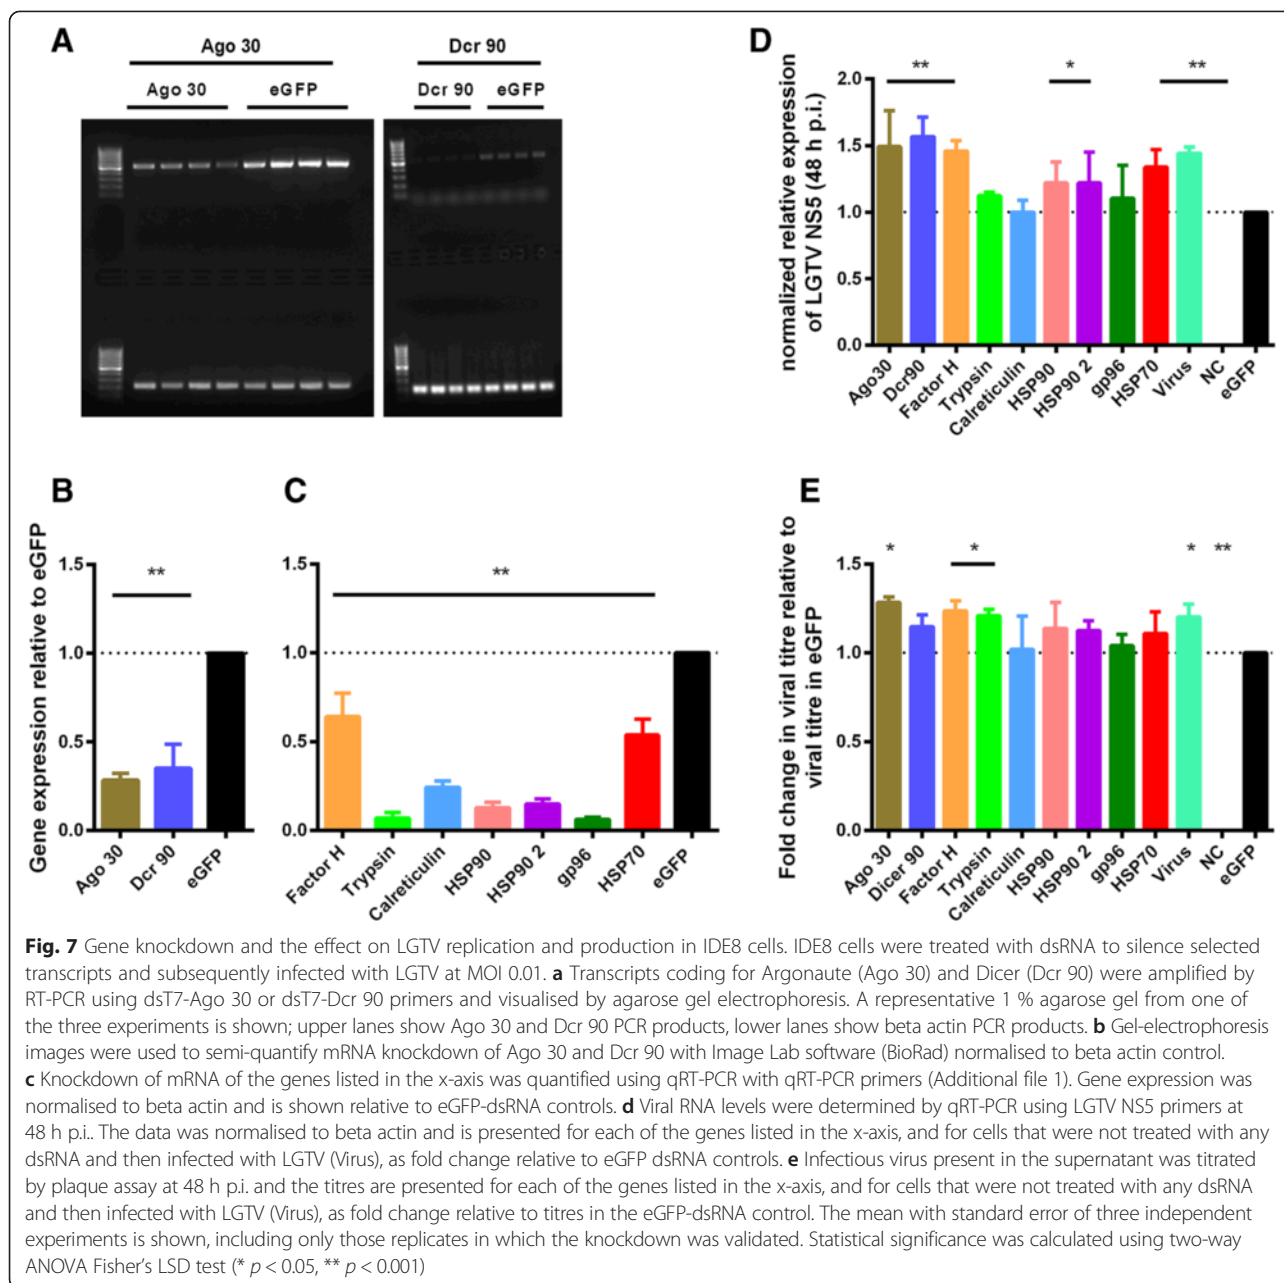 A
Ago 30
Ago 30 eGFP
Dcr 90
Dcr 90 eGFP
D
normalized relative expression
of LGTV NS5 (48 h p.i.)
** * **
2.0
1.5
1.0
0.5
0.0
Ago30
Dcr90
Factor H
Trypsin
Calreticulin
HSP90
HSP90 2
gp96
HSP70
Virus
NC
eGFP
B
Gene expression relative to eGFP
**
1.5
1.0
0.5
0.0
Ago 30
Dcr 90
eGFP
C
**
1.5
1.0
0.5
0.0
Factor H
Trypsin
Calreticulin
HSP90
HSP90 2
gp96
HSP70
eGFP
E
Fold change in viral titre relative to
viral titre in eGFP
* * * **
1.5
1.0
0.5
0.0
Ago 30
Dicer 90
Factor H
Trypsin
Calreticulin
HSP90
HSP90 2
gp96
HSP70
Virus
NC
eGFP
Fig. 7 Gene knockdown and the effect on LGTV replication and production in IDE8 cells. IDE8 cells were treated with dsRNA to silence selected
transcripts and subsequently infected with LGTV at MOI 0.01. a Transcripts coding for Argonaute (Ago 30) and Dicer (Dcr 90) were amplified by
RT-PCR using dsT7-Ago 30 or dsT7-Dcr 90 primers and visualised by agarose gel electrophoresis. A representative 1 % agarose gel from one of
the three experiments is shown; upper lanes show Ago 30 and Dcr 90 PCR products, lower lanes show beta actin PCR products. b Gel-electrophoresis
images were used to semi-quantify mRNA knockdown of Ago 30 and Dcr 90 with Image Lab software (BioRad) normalised to beta actin control.
c Knockdown of mRNA of the genes listed in the x-axis was quantified using qRT-PCR with qRT-PCR primers (Additional file 1). Gene expression was
normalised to beta actin and is shown relative to eGFP-dsRNA controls. d Viral RNA levels were determined by qRT-PCR using LGTV NS5 primers at
48 h p.i.. The data was normalised to beta actin and is presented for each of the genes listed in the x-axis, and for cells that were not treated with any
dsRNA and then infected with LGTV (Virus), as fold change relative to eGFP dsRNA controls. e Infectious virus present in the supernatant was titrated
by plaque assay at 48 h p.i. and the titres are presented for each of the genes listed in the x-axis, and for cells that were not treated with any dsRNA
and then infected with LGTV (Virus), as fold change relative to titres in the eGFP-dsRNA control. The mean with standard error of three independent
experiments is shown, including only those replicates in which the knockdown was validated. Statistical significance was calculated using two-way
ANOVA Fisher's LSD test (* p < 0.05, ** p < 0.001)